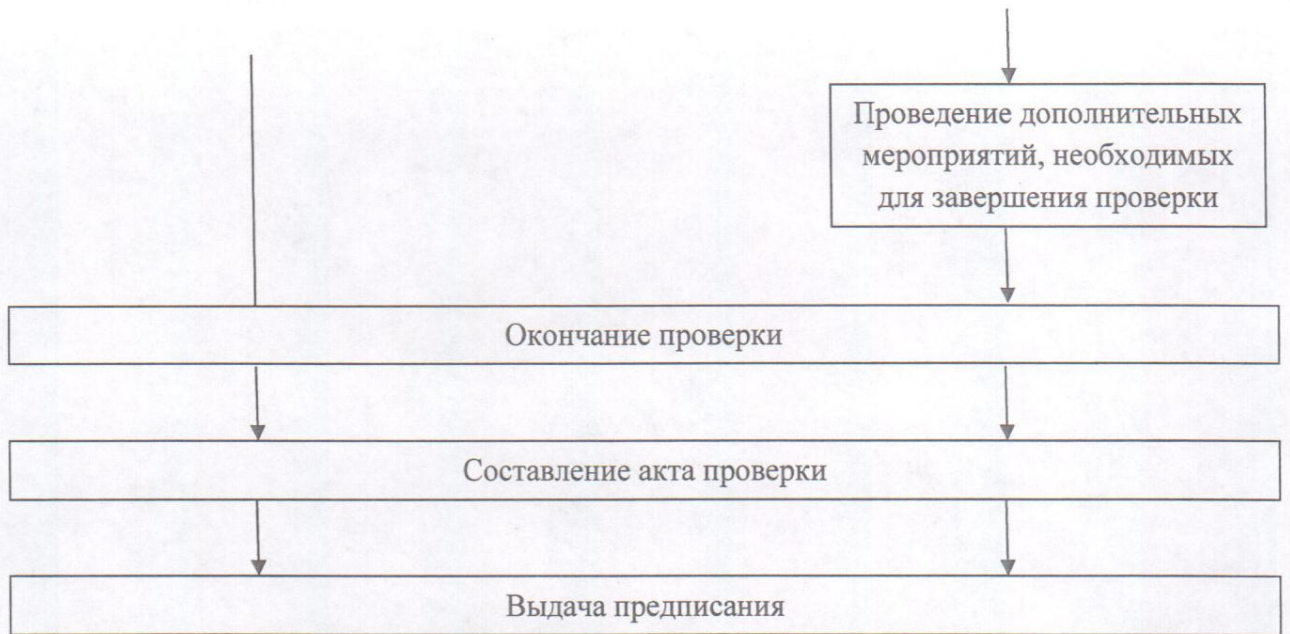 Проведение дополнительных
мероприятий, необходимых
для завершения проверки
Окончание проверки
Составление акта проверки
Выдача предписания